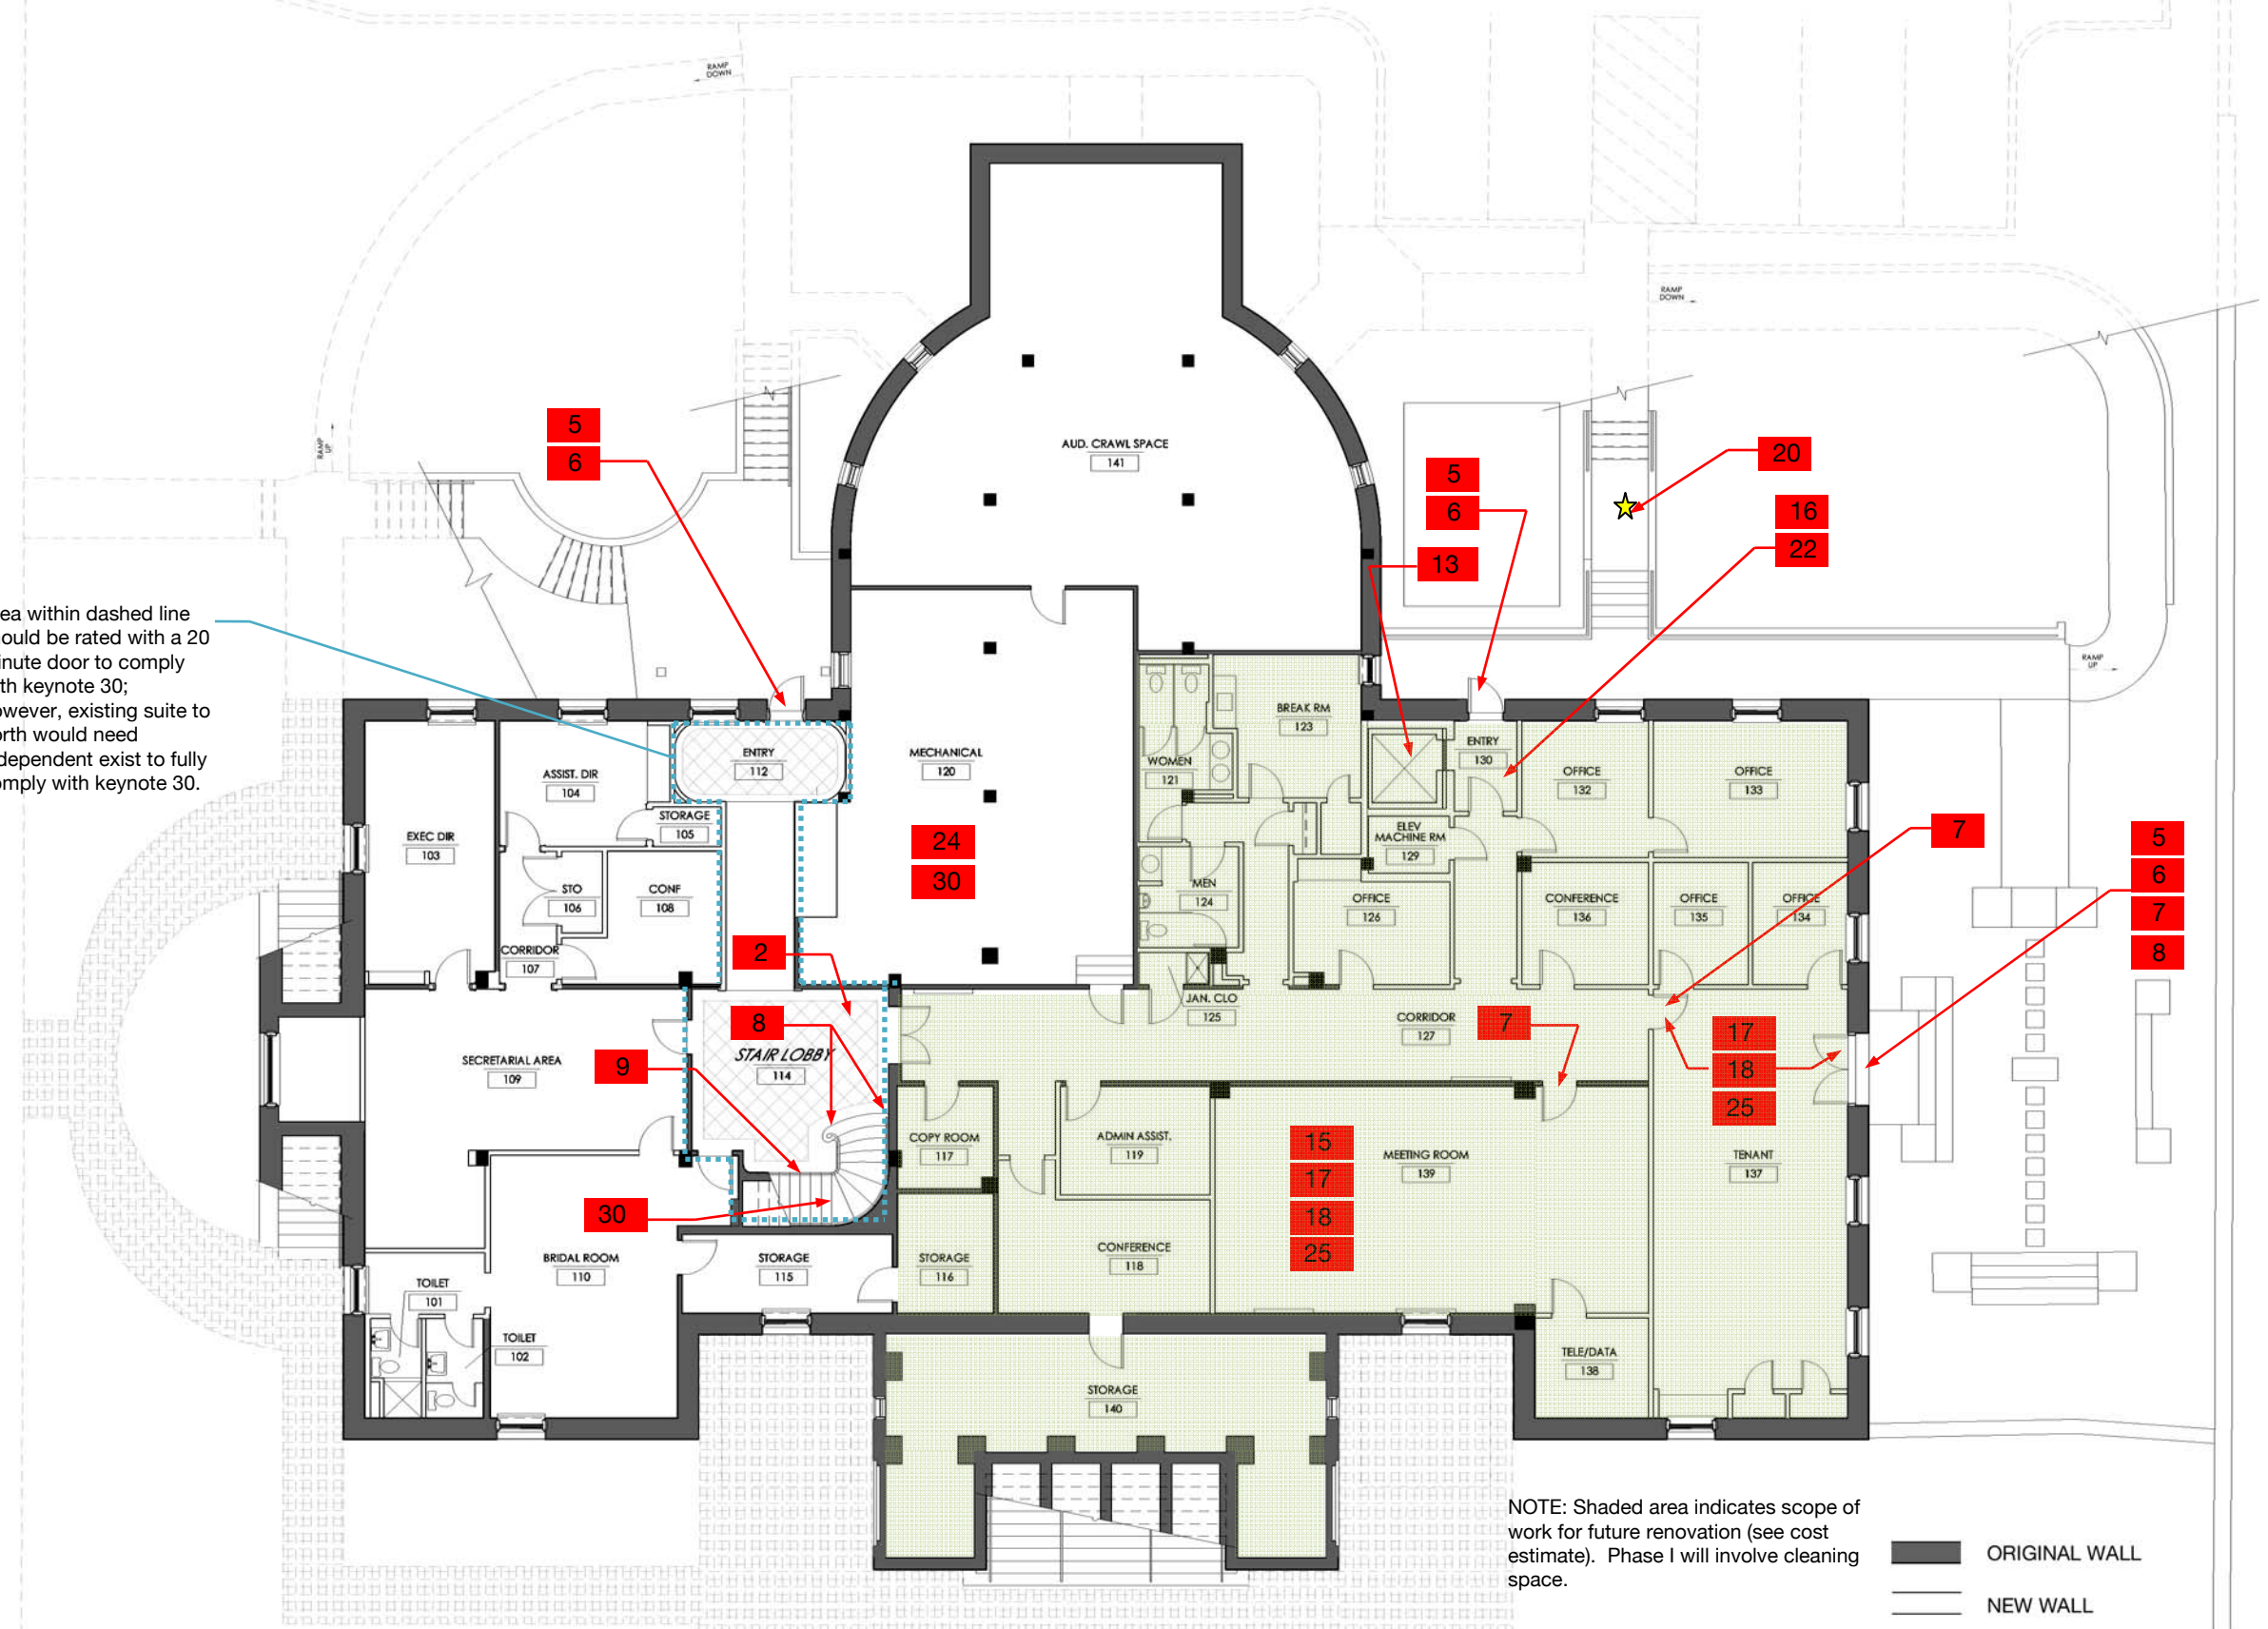 RAMP
DOWN
RAMP
DOWN
RAMP
UP
RAMP
UP
AUD. CRAWL SPACE
141
5
6
5
6
13
20
16
22
ea within dashed line
ould be rated with a 20
inute door to comply
th keynote 30;
owever, existing suite to
orth would need
dependent exist to fully
omply with keynote 30.
ENTRY
112
MECHANICAL
120
24
30
ASSIST. DIR
104
STORAGE
105
EXEC DIR
103
STO
106
CONF
108
CORRIDOR
107
WOMEN
121
BREAK RM
123
ENTRY
130
ELEV
MACHINE RM
129
MEN
124
OFFICE
126
OFFICE
132
OFFICE
133
CONFERENCE
136
OFFICE
135
OFFICE
134
7
5
6
7
8
2
8
9
30
STAIR LOBBY
114
SECRETARIAL AREA
109
JAN. CLO
125
CORRIDOR
127
7
17
18
25
COPY ROOM
117
ADMIN ASSIST.
119
MEETING ROOM
139
15
17
18
25
TENANT
137
BRIDAL ROOM
110
STORAGE
115
STORAGE
116
CONFERENCE
118
TOILET
101
TOILET
102
TELE/DATA
138
STORAGE
140
NOTE: Shaded area indicates scope of
work for future renovation (see cost
estimate). Phase I will involve cleaning
space.
ORIGINAL WALL
NEW WALL